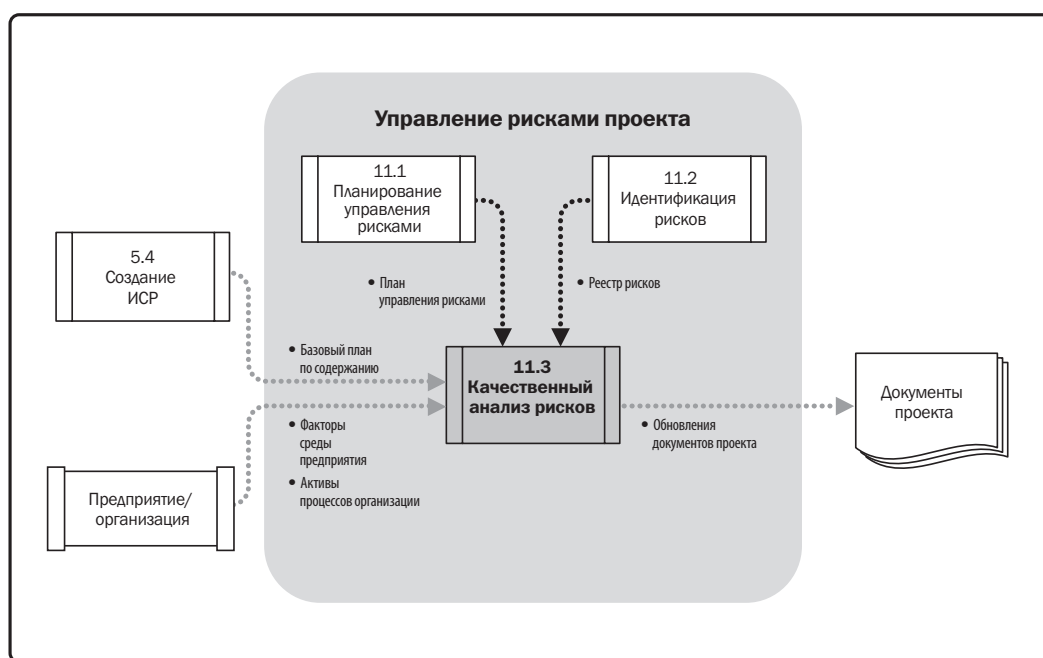 Управление рисками проекта
11.1
Планирование
управления
рисками
11.2
Идентификация
рисков
5.4
Создание
ИСР
• План
управления рисками
• Реестр рисков
• Базовый план
по содержанию
11.3
Качественный
анализ рисков
Документы
проекта
• Факторы
среды
предприятия
• Активы
процессов организации
• Обновления
документов проекта
Предприятие/
организация